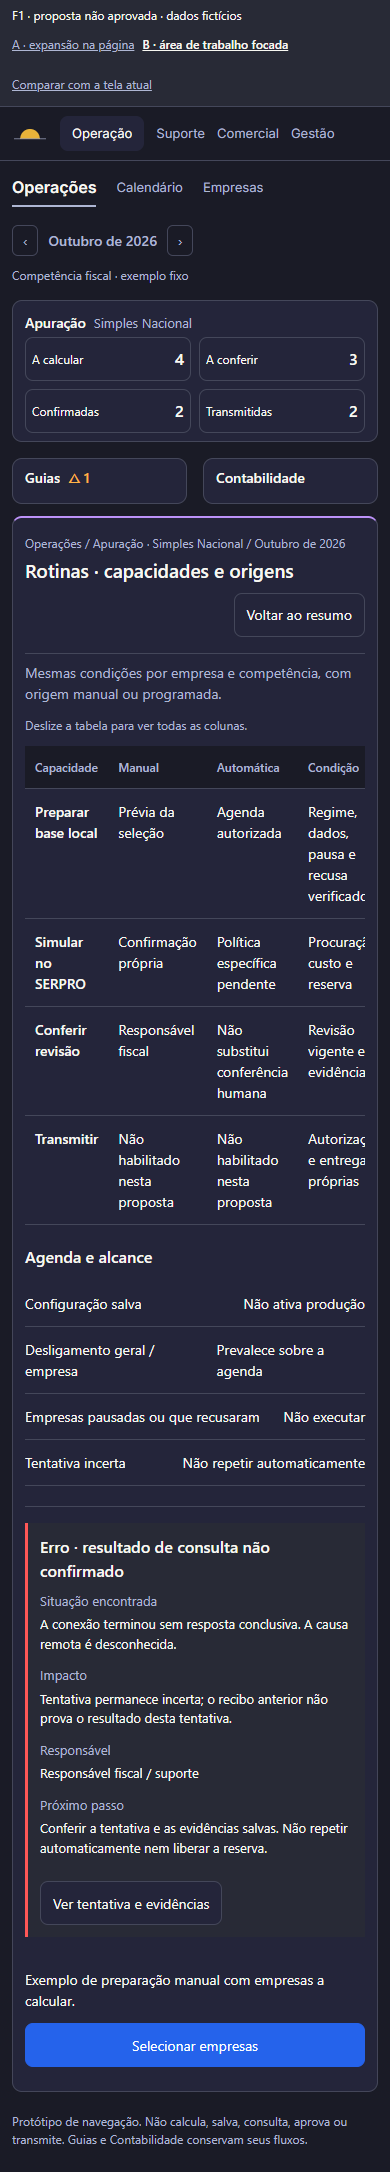 F1 · proposta não aprovada · dados fictícios
A · expansão na página B · área de trabalho focada
Comparar com a tela atual
Operação Suporte Comercial Gestão
Operações Calendário Empresas
‹ Outubro de 2026 ›
Competência fiscal · exemplo fixo
Apuração Simples Nacional
A calcular 4 A conferir 3
Confirmadas 2 Transmitidas 2
Guias △ 1 Contabilidade
Operações / Apuração · Simples Nacional / Outubro de 2026
Rotinas · capacidades e origens
Voltar ao resumo
Mesmas condições por empresa e competência, com
origem manual ou programada.
Deslize a tabela para ver todas as colunas.
Capacidade Manual Automática Condição
Preparar Prévia da Agenda Regime,
base local seleção autorizada dados,
pausa e
recusa
verificado
Simular Confirmação Política Procuraç
no própria específica custo e
SERPRO pendente reserva
Conferir Responsável Não Revisão
revisão fiscal substitui vigente e
conferência evidência
humana
Transmitir Não Não Autorizaç
habilitado habilitado e entrega
nesta nesta próprias
proposta proposta
Agenda e alcance
Configuração salva Não ativa produção
Desligamento geral / Prevalece sobre a
empresa agenda
Empresas pausadas ou que recusaram Não executar
Tentativa incerta Não repetir automaticamente
Erro · resultado de consulta não
confirmado
Situação encontrada
A conexão terminou sem resposta conclusiva. A causa
remota é desconhecida.
Impacto
Tentativa permanece incerta; o recibo anterior não
prova o resultado desta tentativa.
Responsável
Responsável fiscal / suporte
Próximo passo
Conferir a tentativa e as evidências salvas. Não repetir
automaticamente nem liberar a reserva.
Ver tentativa e evidências
Exemplo de preparação manual com empresas a
calcular.
Selecionar empresas
Protótipo de navegação. Não calcula, salva, consulta, aprova ou
transmite. Guias e Contabilidade conservam seus fluxos.